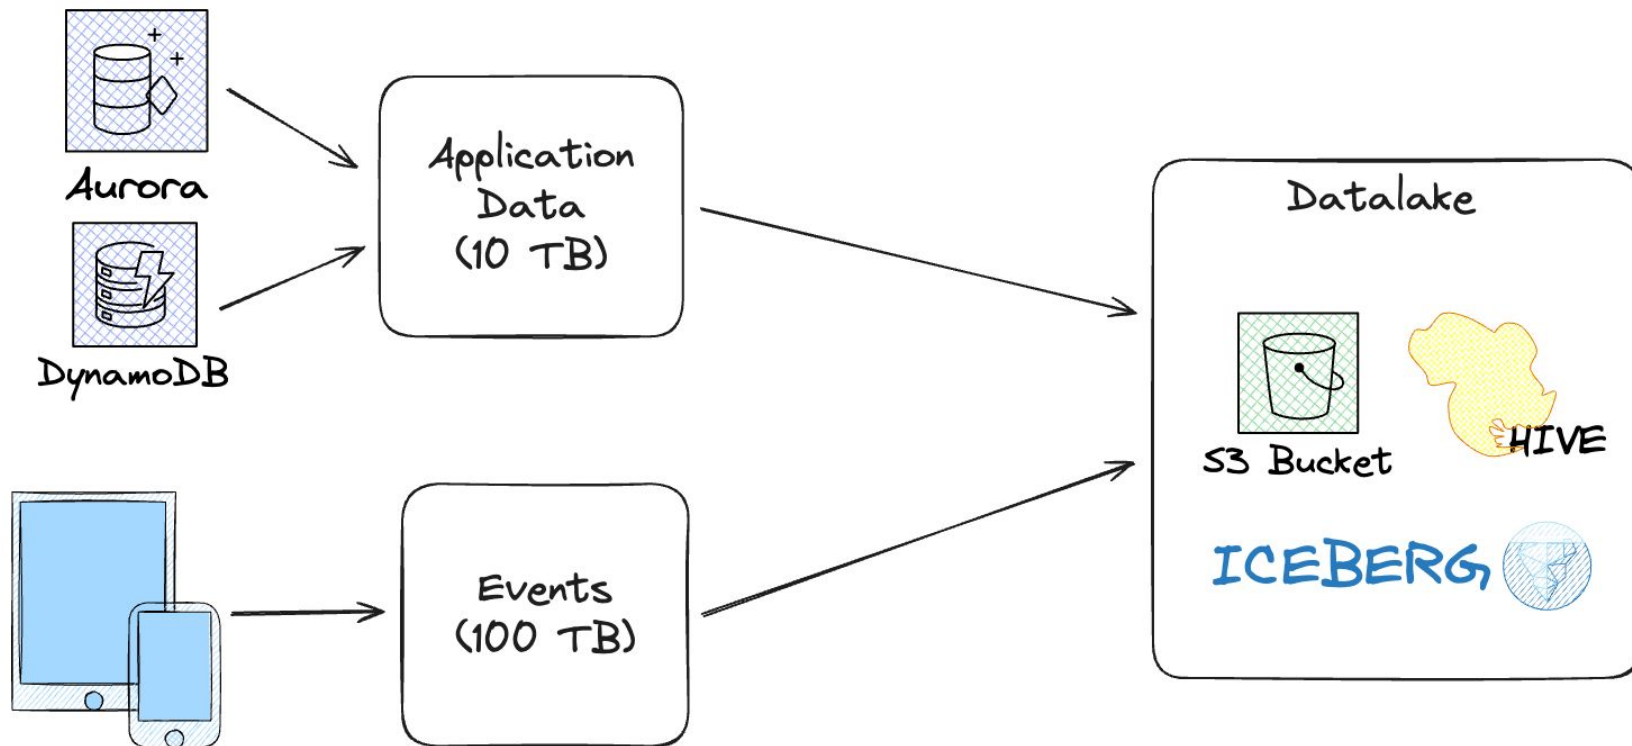 Aurora
DynamoDB
Application
Data
(10 TB)
Events
(100 TB)
Datalake
S3 Bucket
HIVE
ICEBERG